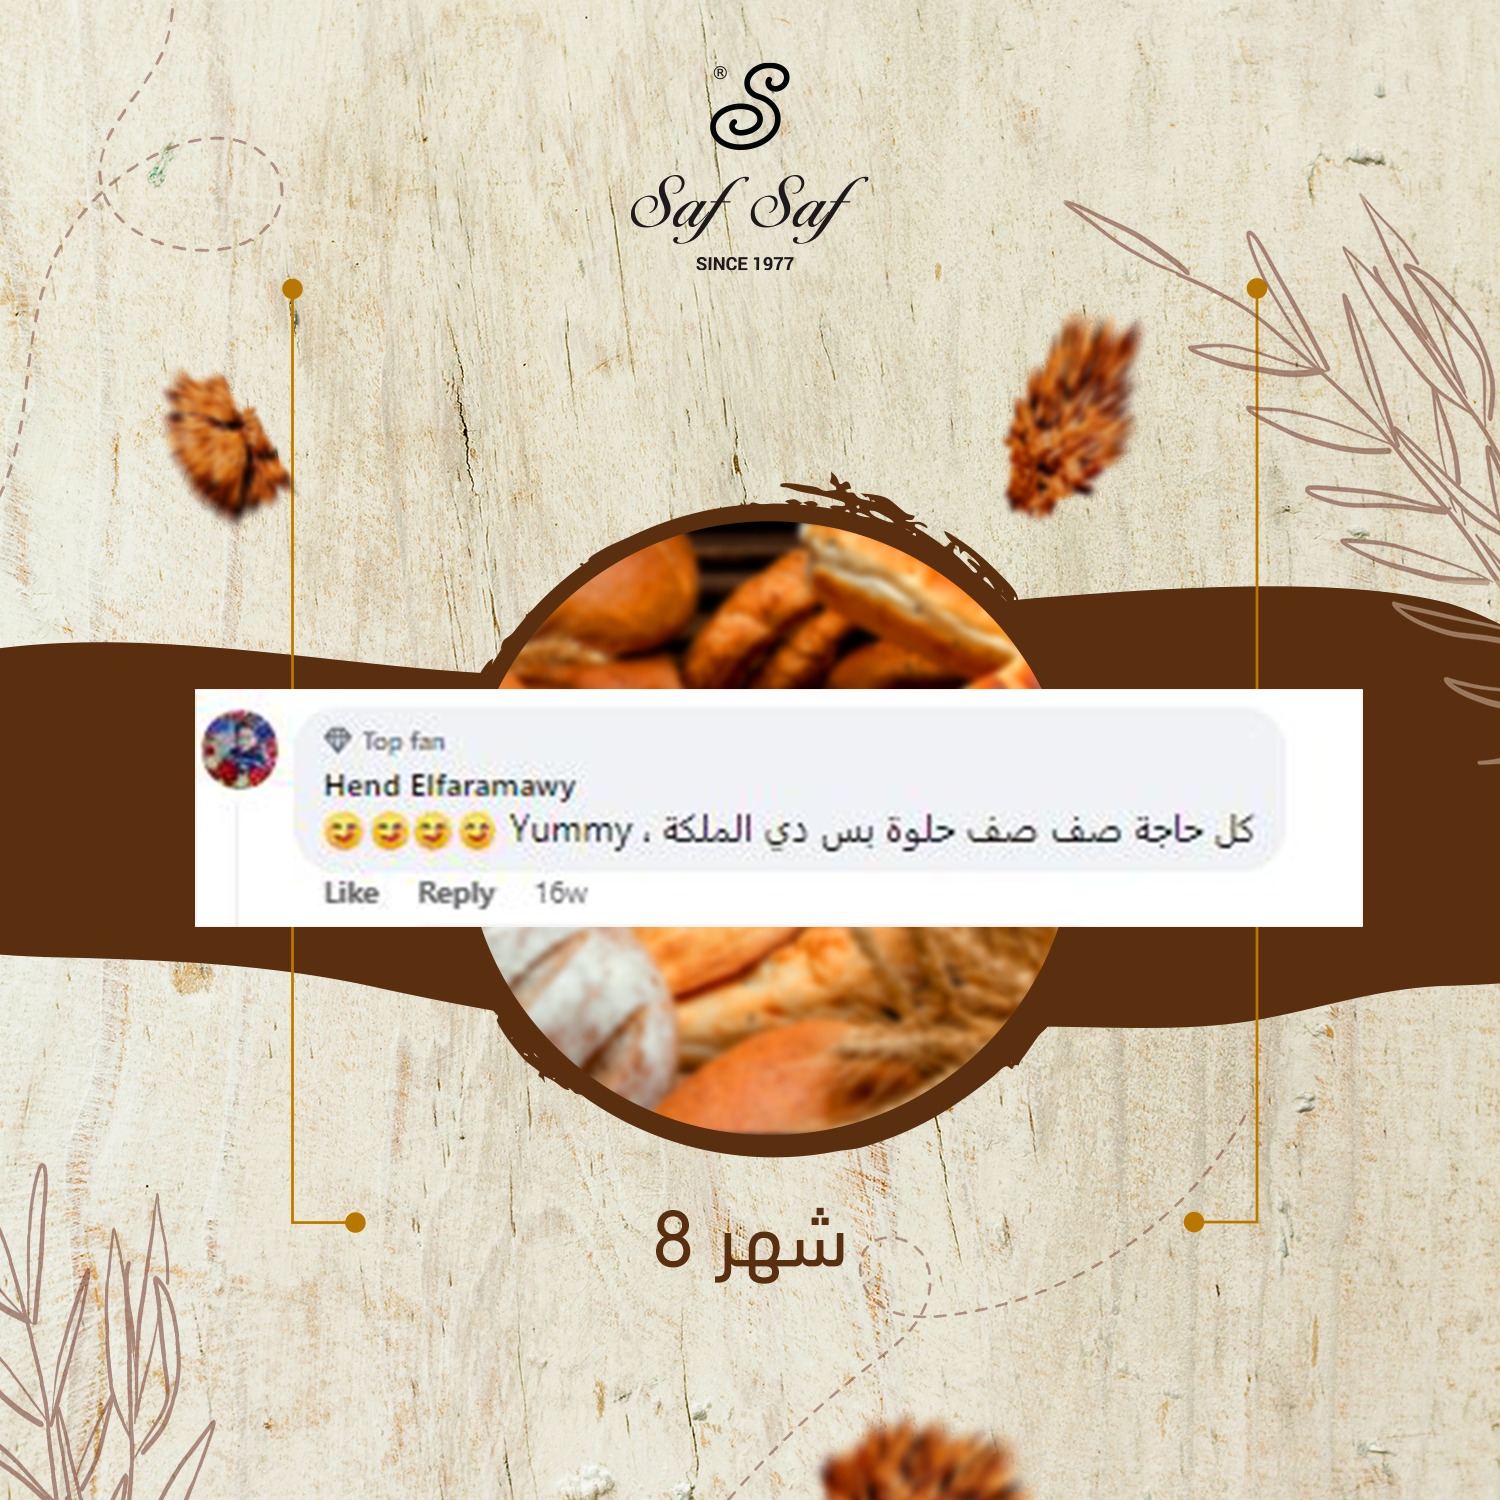 ®
S
Saf Saf
SINCE 1977
Top fan
Hend Elfaramawy
كل حاجة صف صف حلوة بس دي الملكة ، Yummy 😋😋😋😋
Like Reply 16w
شهر 8